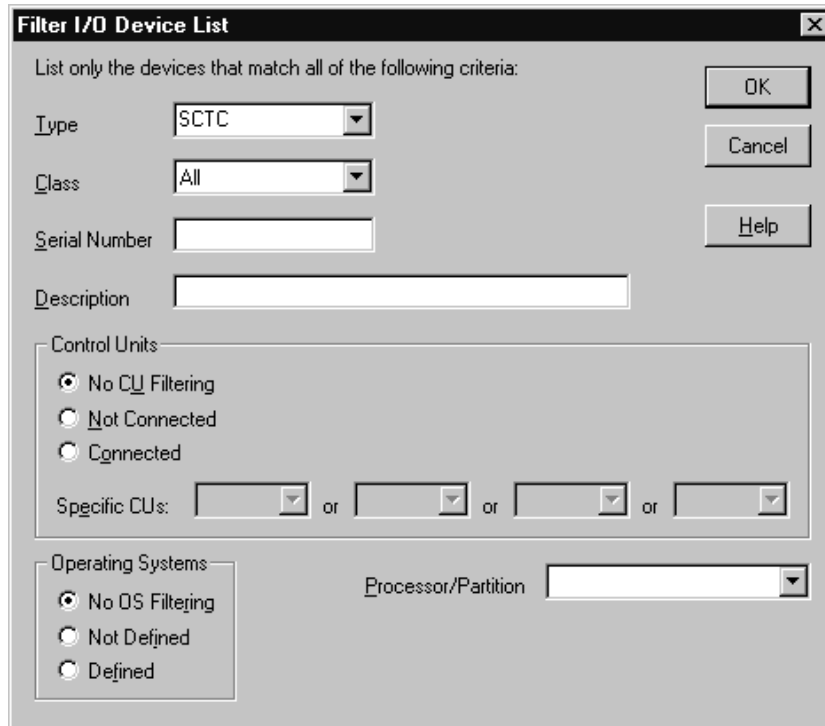 Filter I/O Device List
List only the devices that match all of the following criteria:
OK
Type SCTC
Cancel
Class All
Serial Number
Help
Description
Control Units
No CU Filtering
Not Connected
Connected
Specific CUs: or or or
Operating Systems
Processor/Partition
No OS Filtering
Not Defined
Defined